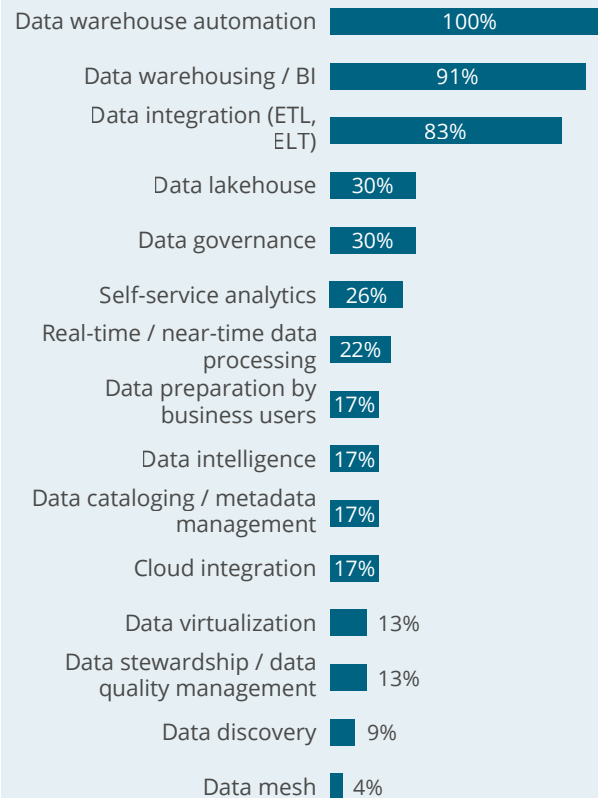 Data warehouse automation 100%
Data warehousing / BI 91%
Data integration (ETL,
ELT) 83%
Data lakehouse 30%
Data governance 30%
Self-service analytics 26%
Real-time / near-time data
processing 22%
Data preparation by
business users 17%
Data intelligence 17%
Data cataloging / metadata
management 17%
Cloud integration 17%
Data virtualization 13%
Data stewardship / data
quality management 13%
Data discovery 9%
Data mesh 4%